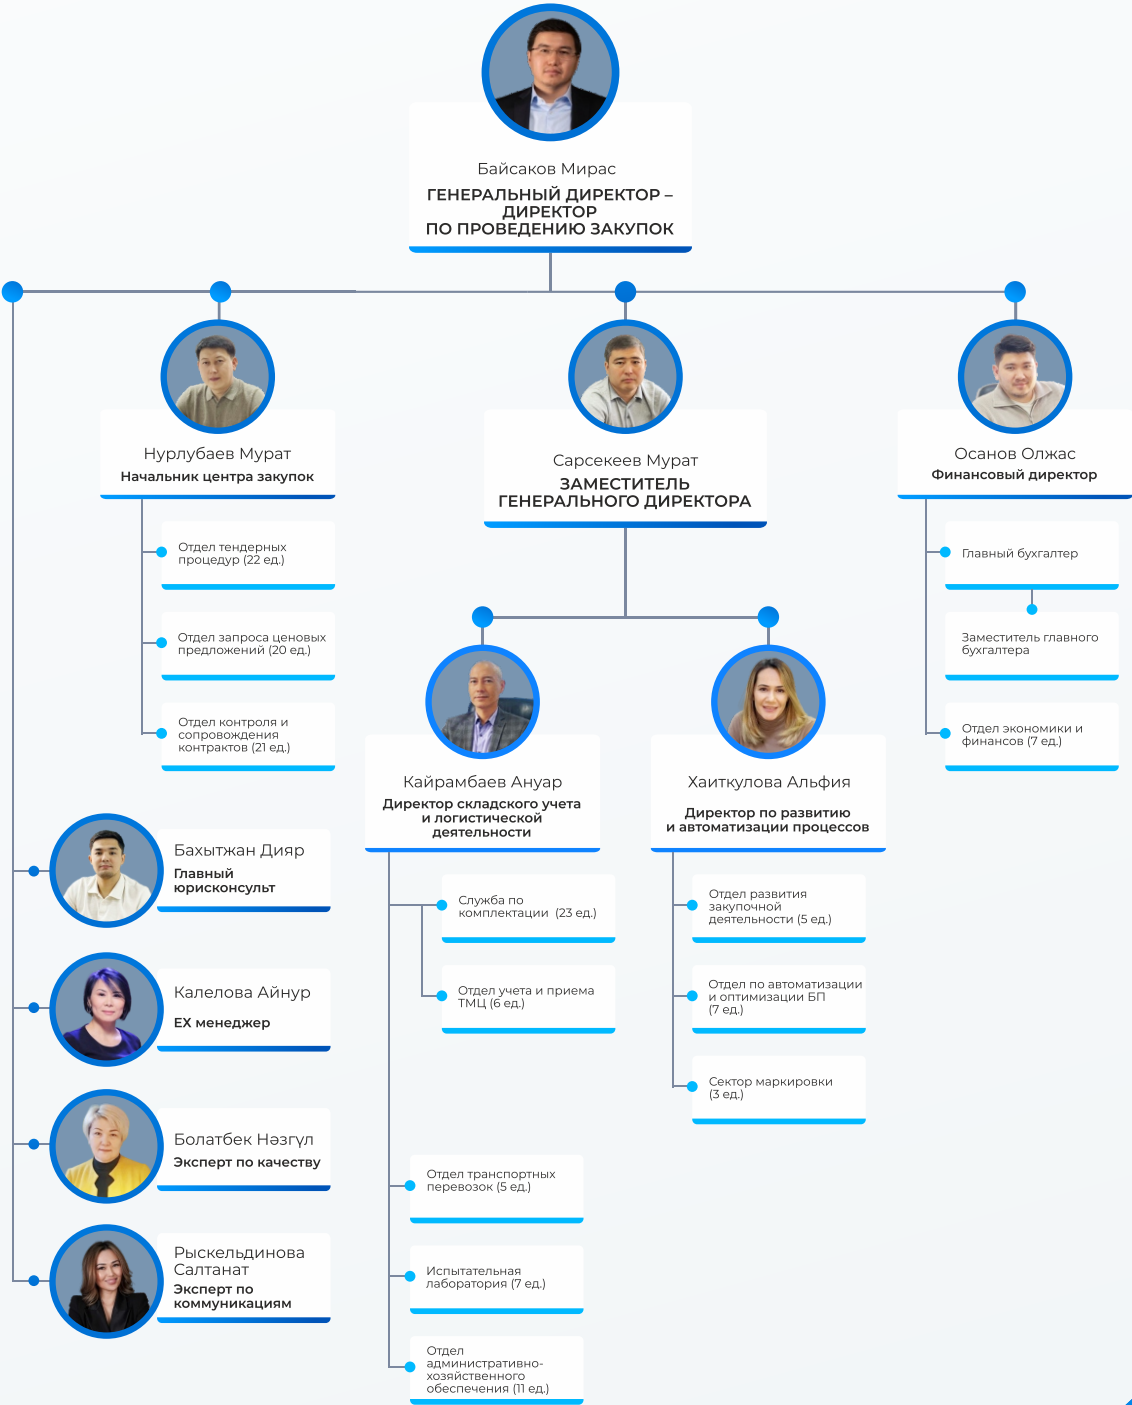 Байсаков Мирас
ГЕНЕРАЛЬНЫЙ ДИРЕКТОР –
ДИРЕКТОР
ПО ПРОВЕДЕНИЮ ЗАКУПОК
Нурлубаев Мурат
Начальник центра закупок
Отдел тендерных
процедур (22 ед.)
Отдел запроса ценовых
предложений (20 ед.)
Отдел контроля и
сопровождения
контрактов (21 ед.)
Сарсекеев Мурат
ЗАМЕСТИТЕЛЬ
ГЕНЕРАЛЬНОГО ДИРЕКТОРА
Осанов Олжас
Финансовый директор
Главный бухгалтер
Заместитель главного
бухгалтера
Отдел экономики и
финансов (7 ед.)
Кайрамбаев Ануар
Директор складского учета
и логистической
деятельности
Служба по
комплектации (23 ед.)
Отдел учета и приема
ТМЦ (6 ед.)
Отдел транспортных
перевозок (5 ед.)
Испытательная
лаборатория (7 ед.)
Отдел
административно-
хозяйственного
обеспечения (11 ед.)
Хаиткулова Альфия
Директор по развитию
и автоматизации процессов
Отдел развития
закупочной
деятельности (5 ед.)
Отдел по автоматизации
и оптимизации БП
(7 ед.)
Сектор маркировки
(3 ед.)
Бахытжан Дияр
Главный
юрисконсульт
Калелова Айнур
EX менеджер
Болатбек Нәзгүл
Эксперт по качеству
Рыскельдинова
Салтанат
Эксперт по
коммуникациям